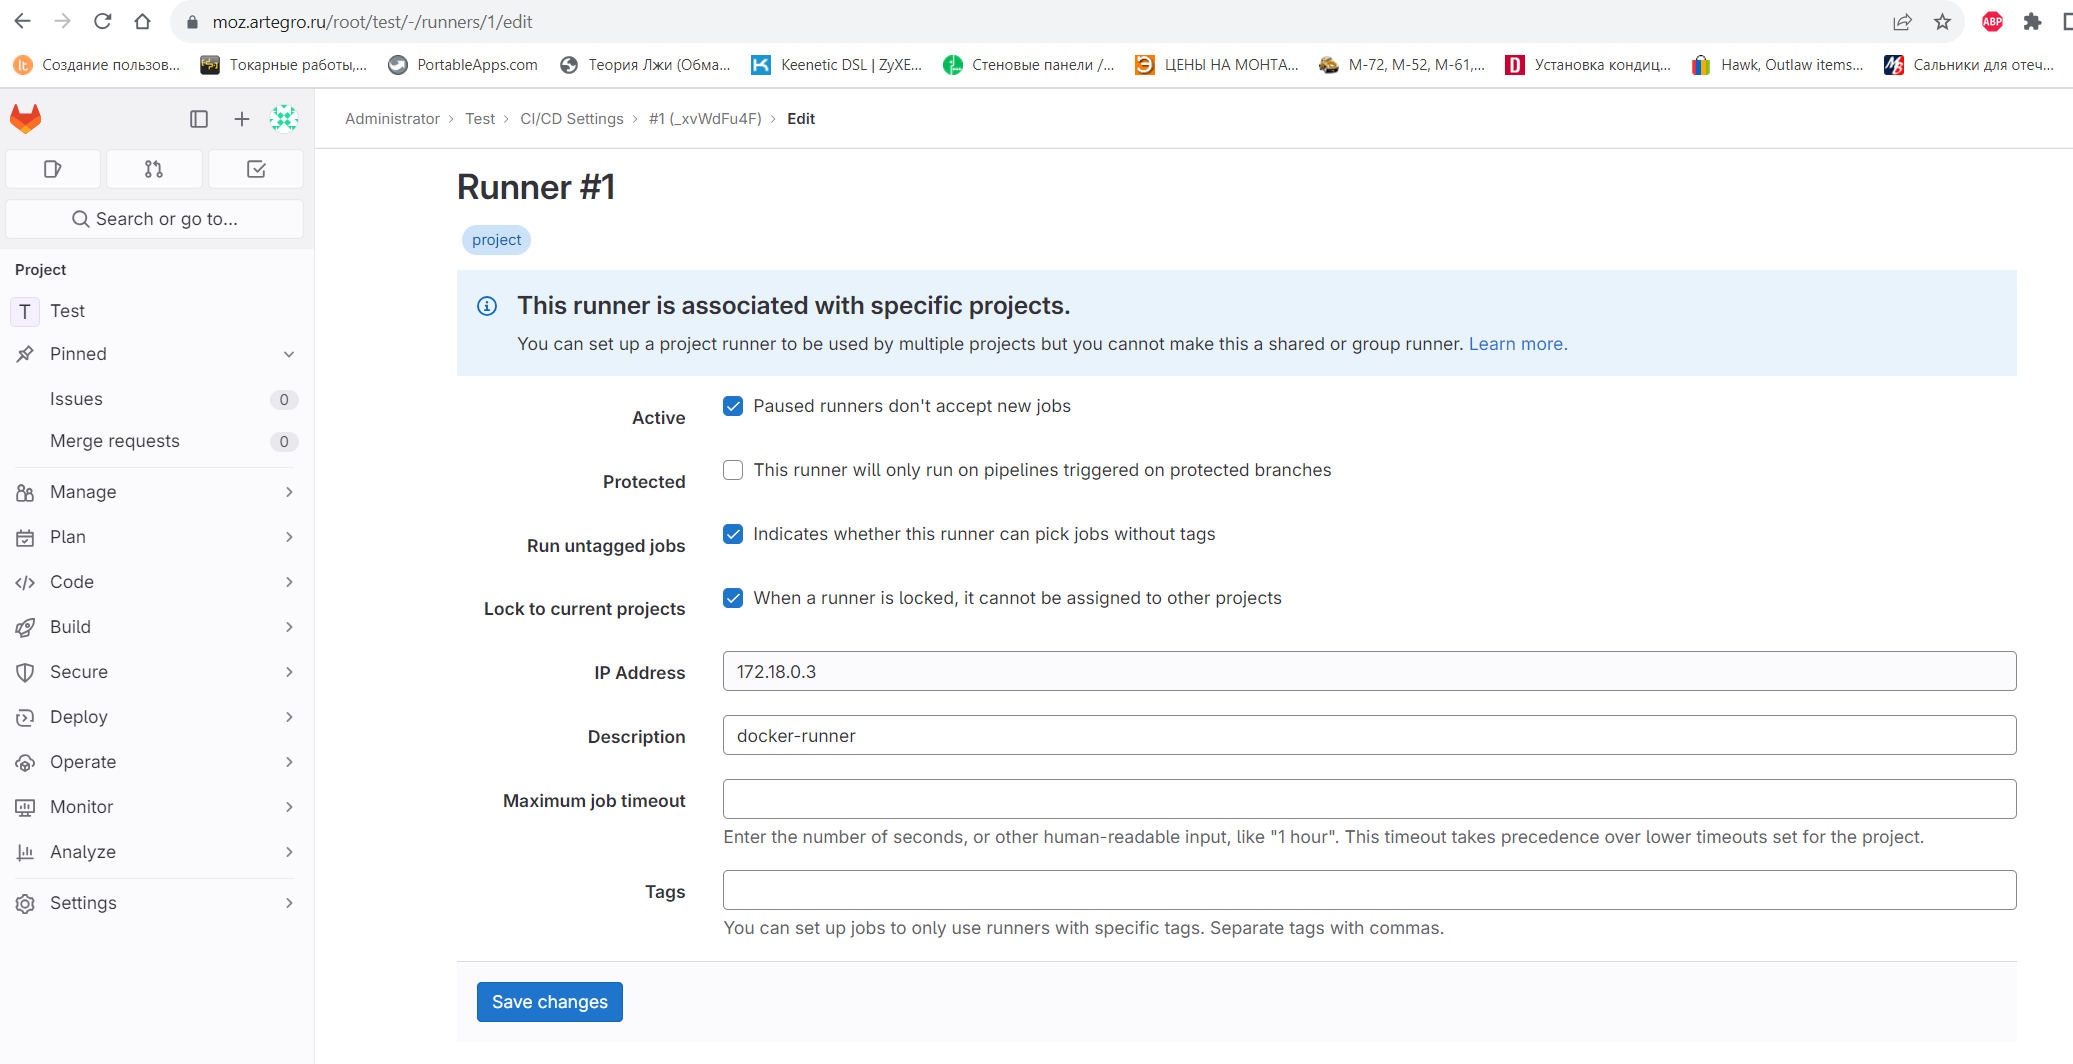 moz.artegro.ru/root/test/-/runners/1/edit
ABP
lt Создание пользов...
Токарные работы,...
PortableApps.com
Теория Лжи (Обма...
Keenetic DSL | ZyXE...
Стеновые панели /...
ЦЕНЫ НА МОНТА...
М-72, М-52, М-61,...
D Установка кондиц...
Hawk, Outlaw items...
Сальники для отеч...
Administrator > Test > CI/CD Settings > #1 (_xvWdFu4F) > Edit
Search or go to...
Project
T Test
Pinned
Issues 0
Merge requests 0
Manage
Plan
Code
Build
Secure
Deploy
Operate
Monitor
Analyze
Settings
Runner #1
project
This runner is associated with specific projects.
You can set up a project runner to be used by multiple projects but you cannot make this a shared or group runner. Learn more.
Active Paused runners don't accept new jobs
Protected This runner will only run on pipelines triggered on protected branches
Run untagged jobs Indicates whether this runner can pick jobs without tags
Lock to current projects When a runner is locked, it cannot be assigned to other projects
IP Address 172.18.0.3
Description docker-runner
Maximum job timeout
Enter the number of seconds, or other human-readable input, like "1 hour". This timeout takes precedence over lower timeouts set for the project.
Tags
You can set up jobs to only use runners with specific tags. Separate tags with commas.
Save changes